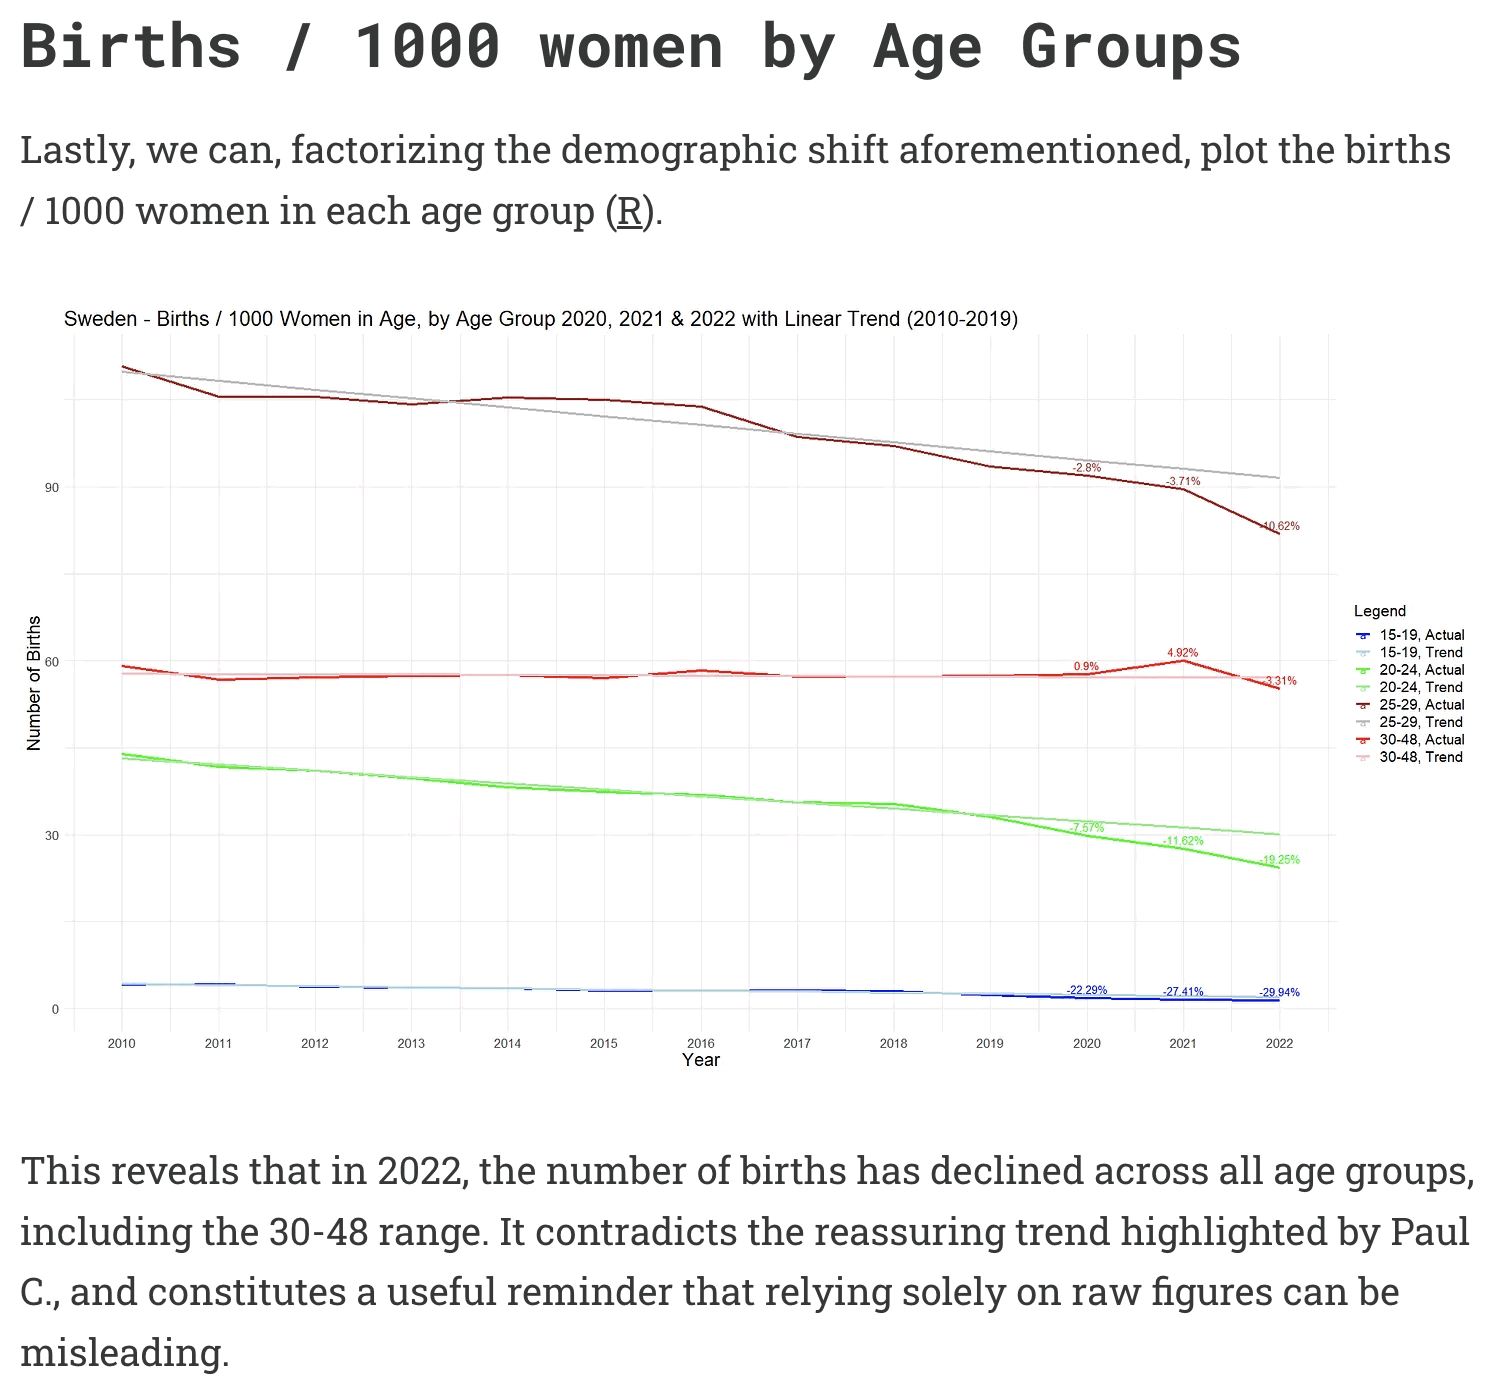 Births / 1000 women by Age Groups
Lastly, we can, factorizing the demographic shift aforementioned, plot the births
/ 1000 women in each age group (R).
Sweden - Births / 1000 Women in Age, by Age Group 2020, 2021 & 2022 with Linear Trend (2010-2019)
Number of Births
90
60
30
0
-2.8%
-3.71%
-10.62%
0.9%
4.92%
-3.31%
-7.57%
-11.62%
-19.25%
-22.29%
-27.41%
-29.94%
2010 2011 2012 2013 2014 2015 2016 2017 2018 2019 2020 2021 2022
Year
Legend
15-19, Actual
15-19, Trend
20-24, Actual
20-24, Trend
25-29, Actual
25-29, Trend
30-48, Actual
30-48, Trend
This reveals that in 2022, the number of births has declined across all age groups,
including the 30-48 range. It contradicts the reassuring trend highlighted by Paul
C., and constitutes a useful reminder that relying solely on raw figures can be
misleading.